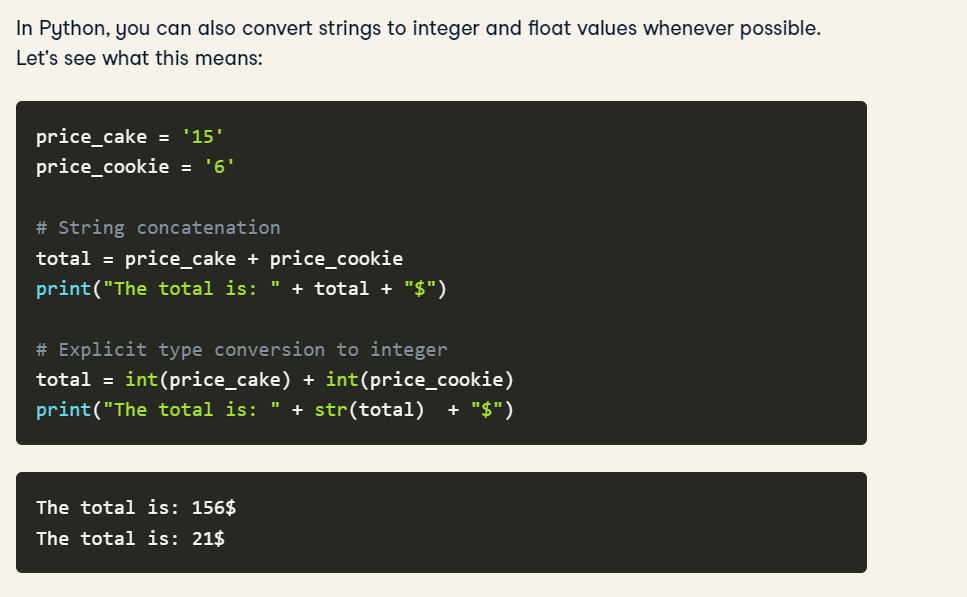 In Python, you can also convert strings to integer and float values whenever possible.
Let's see what this means:
price_cake = '15'
price_cookie = '6'
# String concatenation
total = price_cake + price_cookie
print("The total is: " + total + "$")
# Explicit type conversion to integer
total = int(price_cake) + int(price_cookie)
print("The total is: " + str(total)  + "$")
The total is: 156$
The total is: 21$